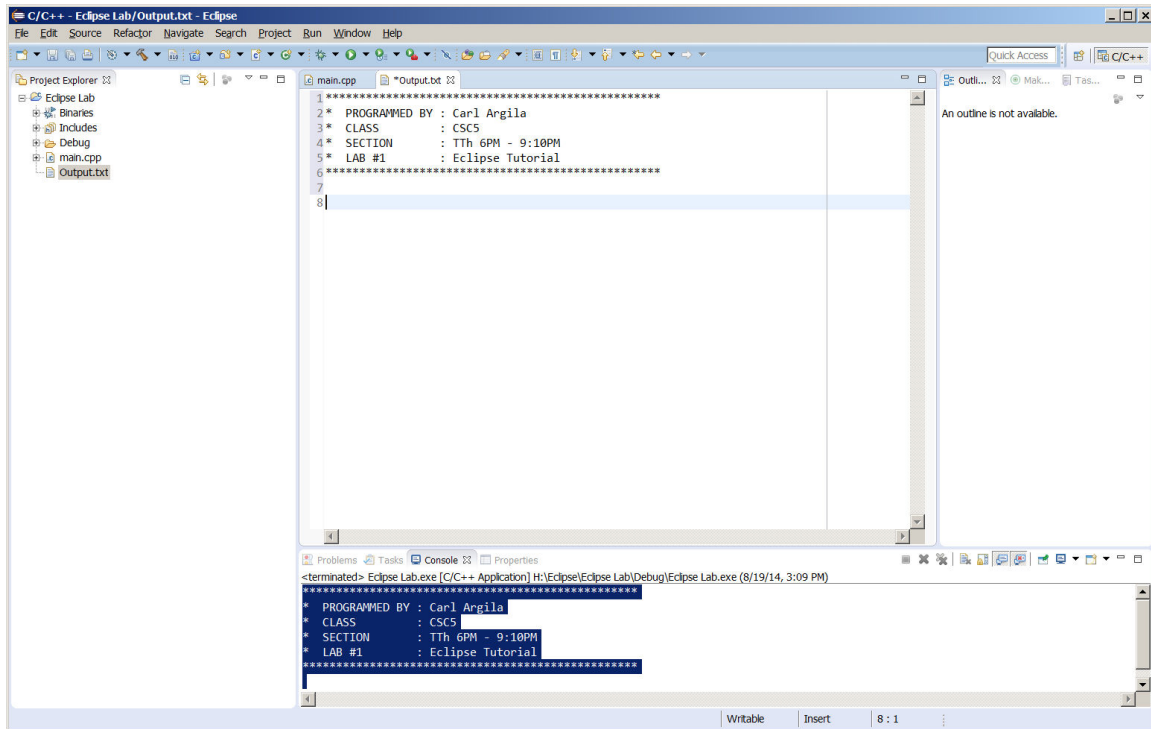 C/C++ - Eclipse Lab/Output.txt - Eclipse
File Edit Source Refactor Navigate Search Project Run Window Help
Quick Access C/C++
Project Explorer
Eclipse Lab
Binaries
Includes
Debug
main.cpp
Output.txt
main.cpp *Output.txt
1 **************************************************
2 *  PROGRAMMED BY : Carl Argila
3 *  CLASS         : CSC5
4 *  SECTION       : TTh 6PM - 9:10PM
5 *  LAB #1        : Eclipse Tutorial
6 **************************************************
7
8
Outli... Mak... Tas...
An outline is not available.
Problems Tasks Console Properties
<terminated> Eclipse Lab.exe [C/C++ Application] H:\Eclipse\Eclipse Lab\Debug\Eclipse Lab.exe (8/19/14, 3:09 PM)
**************************************************
*  PROGRAMMED BY : Carl Argila
*  CLASS         : CSC5
*  SECTION       : TTh 6PM - 9:10PM
*  LAB #1        : Eclipse Tutorial
**************************************************
Writable Insert 8 : 1